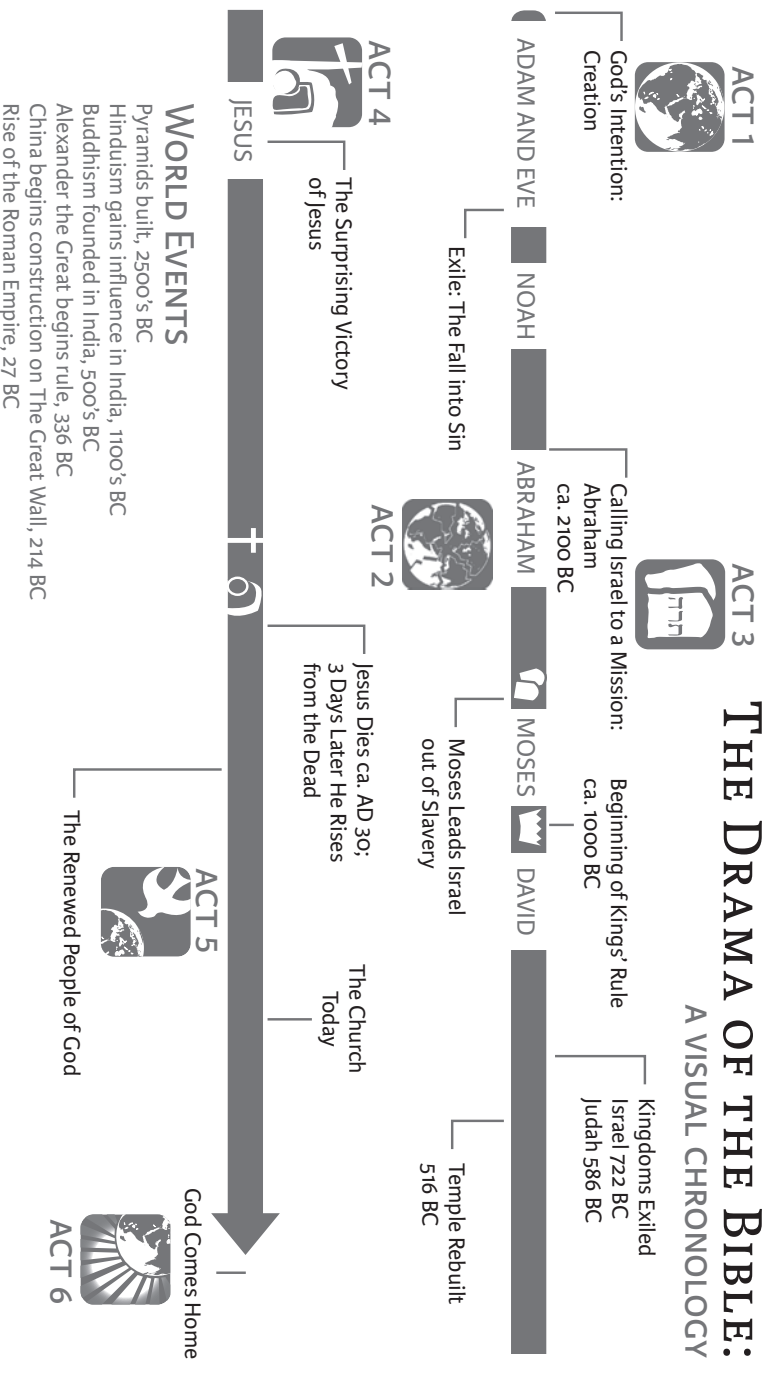 THE DRAMA OF THE BIBLE:
A VISUAL CHRONOLOGY
ACT 1
God's Intention:
Creation
ADAM AND EVE
Exile: The Fall into Sin
NOAH
ACT 2
ACT 3
תרה
Calling Israel to a Mission:
Abraham
ca. 2100 BC
ABRAHAM
Moses Leads Israel
out of Slavery
MOSES
Beginning of Kings' Rule
ca. 1000 BC
DAVID
Kingdoms Exiled
Israel 722 BC
Judah 586 BC
Temple Rebuilt
516 BC
ACT 4
JESUS
The Surprising Victory
of Jesus
Jesus Dies ca. AD 30;
3 Days Later He Rises
from the Dead
ACT 5
The Renewed People of God
The Church
Today
God Comes Home
ACT 6
WORLD EVENTS
Pyramids built, 2500's BC
Hinduism gains influence in India, 1100's BC
Buddhism founded in India, 500's BC
Alexander the Great begins rule, 336 BC
China begins construction on The Great Wall, 214 BC
Rise of the Roman Empire, 27 BC